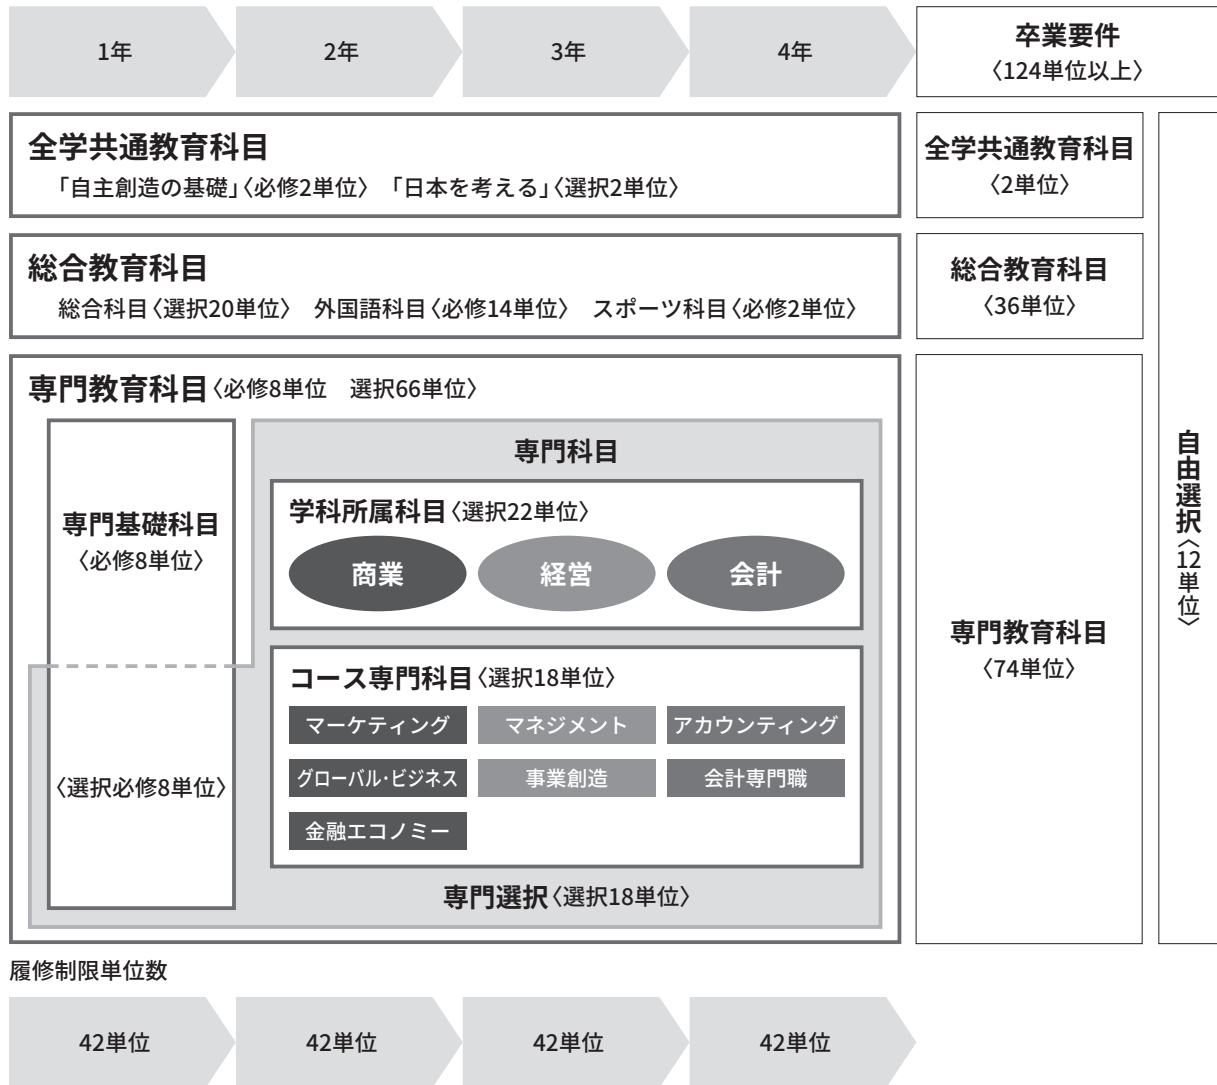 1年
2年
3年
4年
卒業要件
〈124単位以上〉
全学共通教育科目
「自主創造の基礎」〈必修2単位〉 「日本を考える」〈選択2単位〉
全学共通教育科目
〈2単位〉
総合教育科目
総合科目〈選択20単位〉 外国語科目〈必修14単位〉 スポーツ科目〈必修2単位〉
総合教育科目
〈36単位〉
専門教育科目〈必修8単位 選択66単位〉
専門基礎科目
〈必修8単位〉
〈選択必修8単位〉
専門科目
学科所属科目〈選択22単位〉
商業
経営
会計
コース専門科目〈選択18単位〉
マーケティング
マネジメント
アカウンティング
グローバル・ビジネス
事業創造
会計専門職
金融エコノミー
専門選択〈選択18単位〉
専門教育科目
〈74単位〉
自由選択〈12単位〉
履修制限単位数
42単位
42単位
42単位
42単位